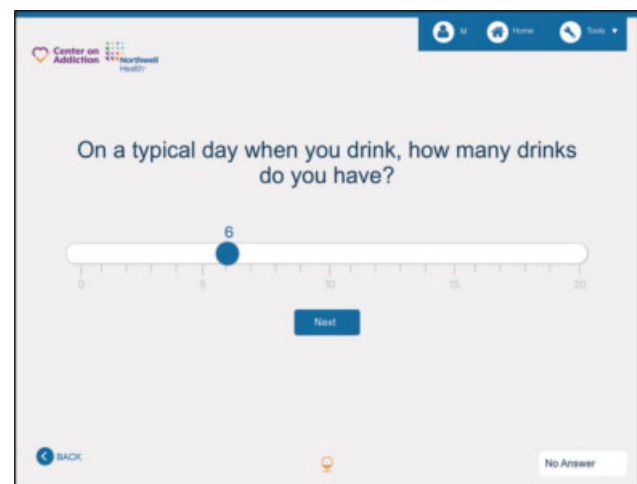 Id Home Tools
Center on
Addiction
Northwell
Health
On a typical day when you drink, how many drinks
do you have?
6
0 5 10 15 20
Next
BACK
No Answer